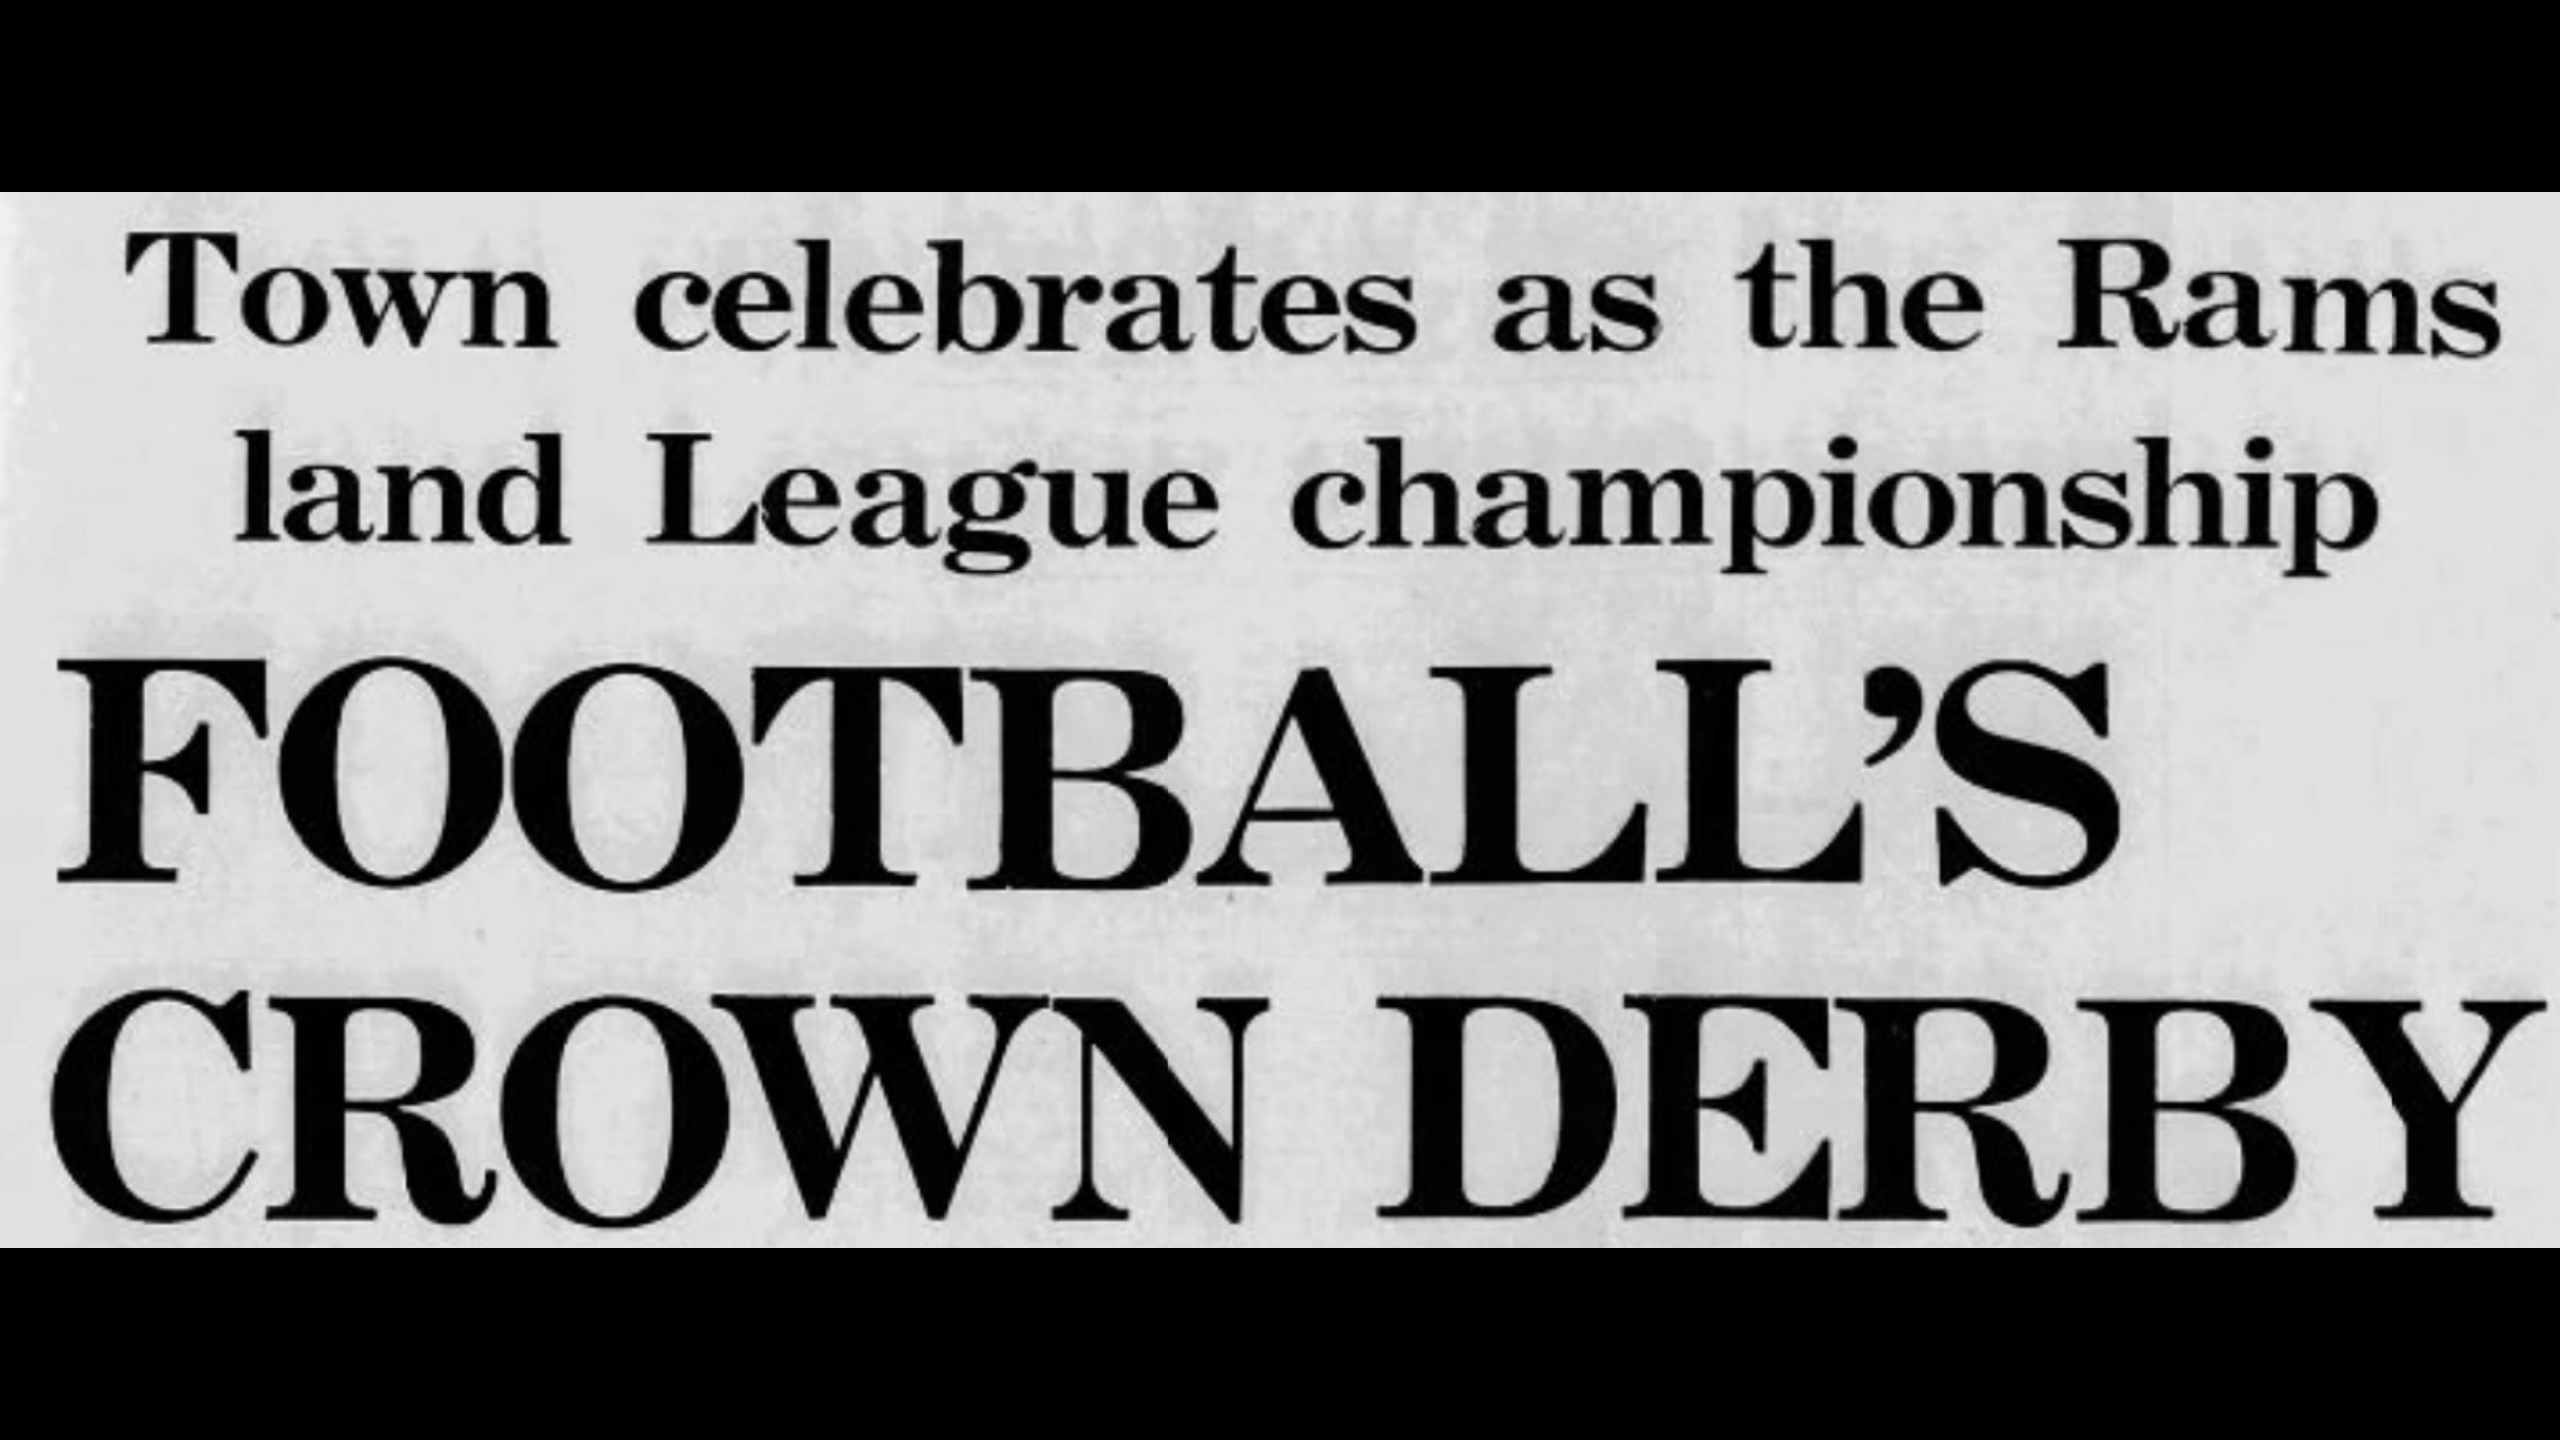 Town celebrates as the Rams
land League championship
FOOTBALL’S
CROWN DERBY